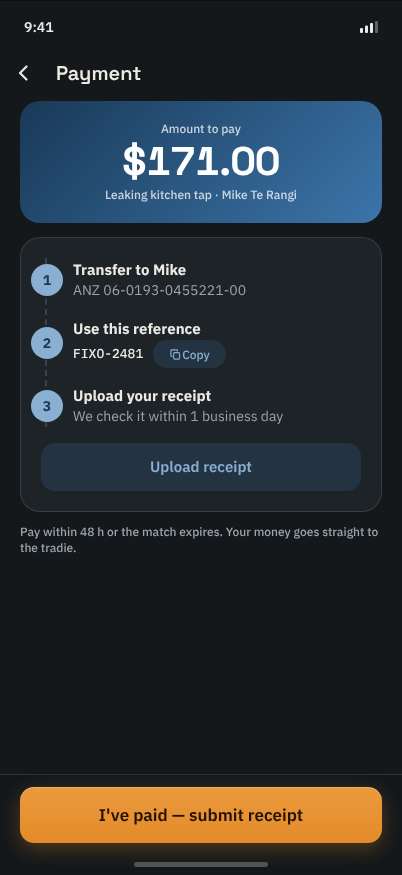 9:41
Payment
Amount to pay
$171.00
Leaking kitchen tap · Mike Te Rangi
1
Transfer to Mike
ANZ 06-0193-0455221-00
2
Use this reference
FIXO-2481 Copy
3
Upload your receipt
We check it within 1 business day
Upload receipt
Pay within 48 h or the match expires. Your money goes straight to
the tradie.
I've paid — submit receipt